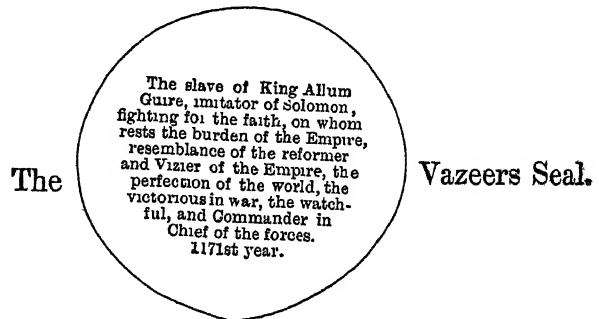 The slave of King Allum
Guire, imitator of Solomon,
fighting for the faith, on whom
rests the burden of the Empire,
resemblance of the reformer
and Vizier of the Empire, the
perfection of the world, the
victorious in war, the watch-
ful, and Commander in
Chief of the forces.
1171st year.
The Vazeers Seal.